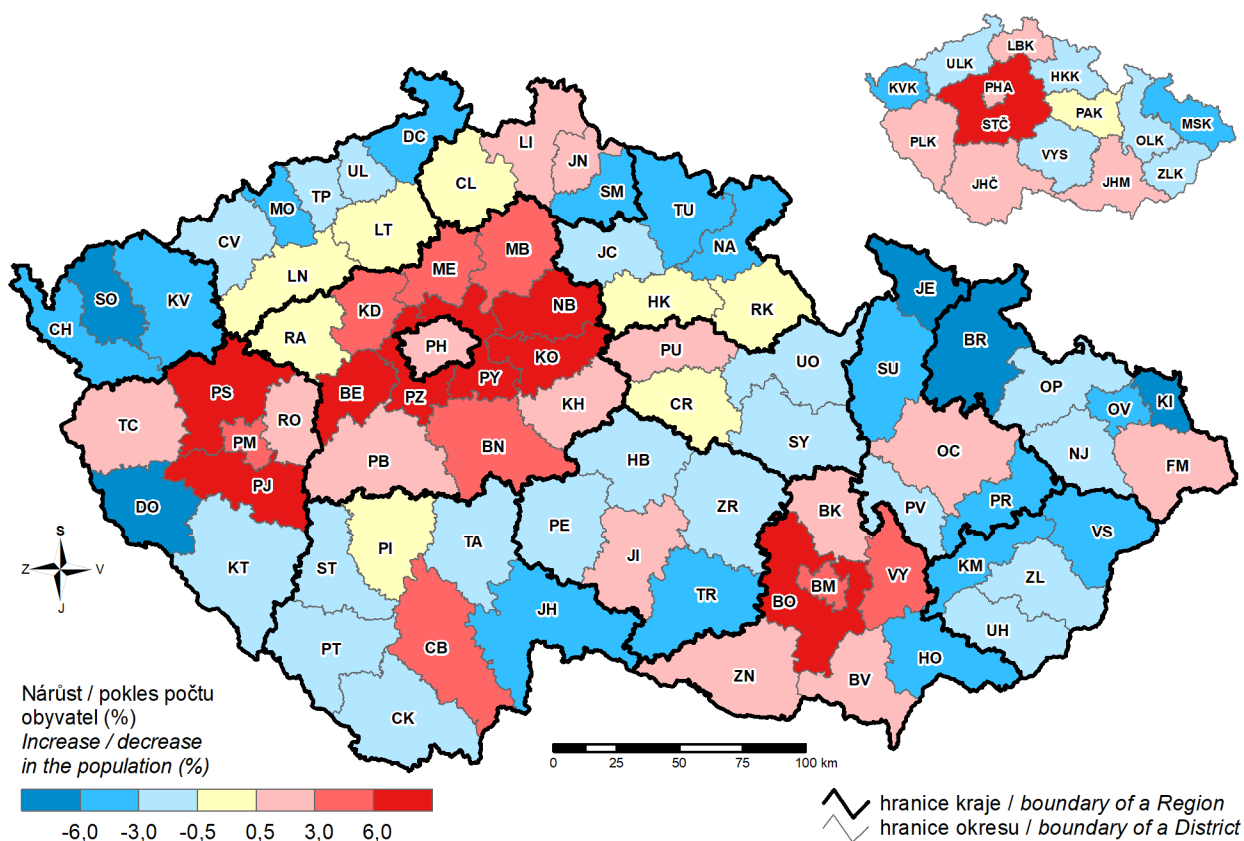 LBK
ULK
HKK
KVK
PHA
PAK
STČ
MSK
PLK
OLK
VYS
ZLK
JHČ
JHM
DC
LI
JN
UL
CL
SM
TU
MO
TP
LT
CV
JC
NA
MB
ME
LN
SO
KV
NB
HK
RK
KD
CH
RA
PH
KO
PU
UO
JE
BR
PS
BE
PZ
PY
KH
CR
SU
OP
OV
KI
TC
RO
PM
BN
PB
SY
OC
NJ
FM
HB
PJ
DO
PE
ZR
BK
PV
PR
VS
TA
PI
ST
KT
JI
BM
VY
KM
ZL
TR
BO
JH
UH
PT
CB
HO
ZN
BV
CK
S
Z V
J
Nárůst / pokles počtu
obyvatel (%)
Increase / decrease
in the population (%)
-6,0 -3,0 -0,5 0,5 3,0 6,0
0 25 50 75 100 km
hranice kraje / boundary of a Region
hranice okresu / boundary of a District